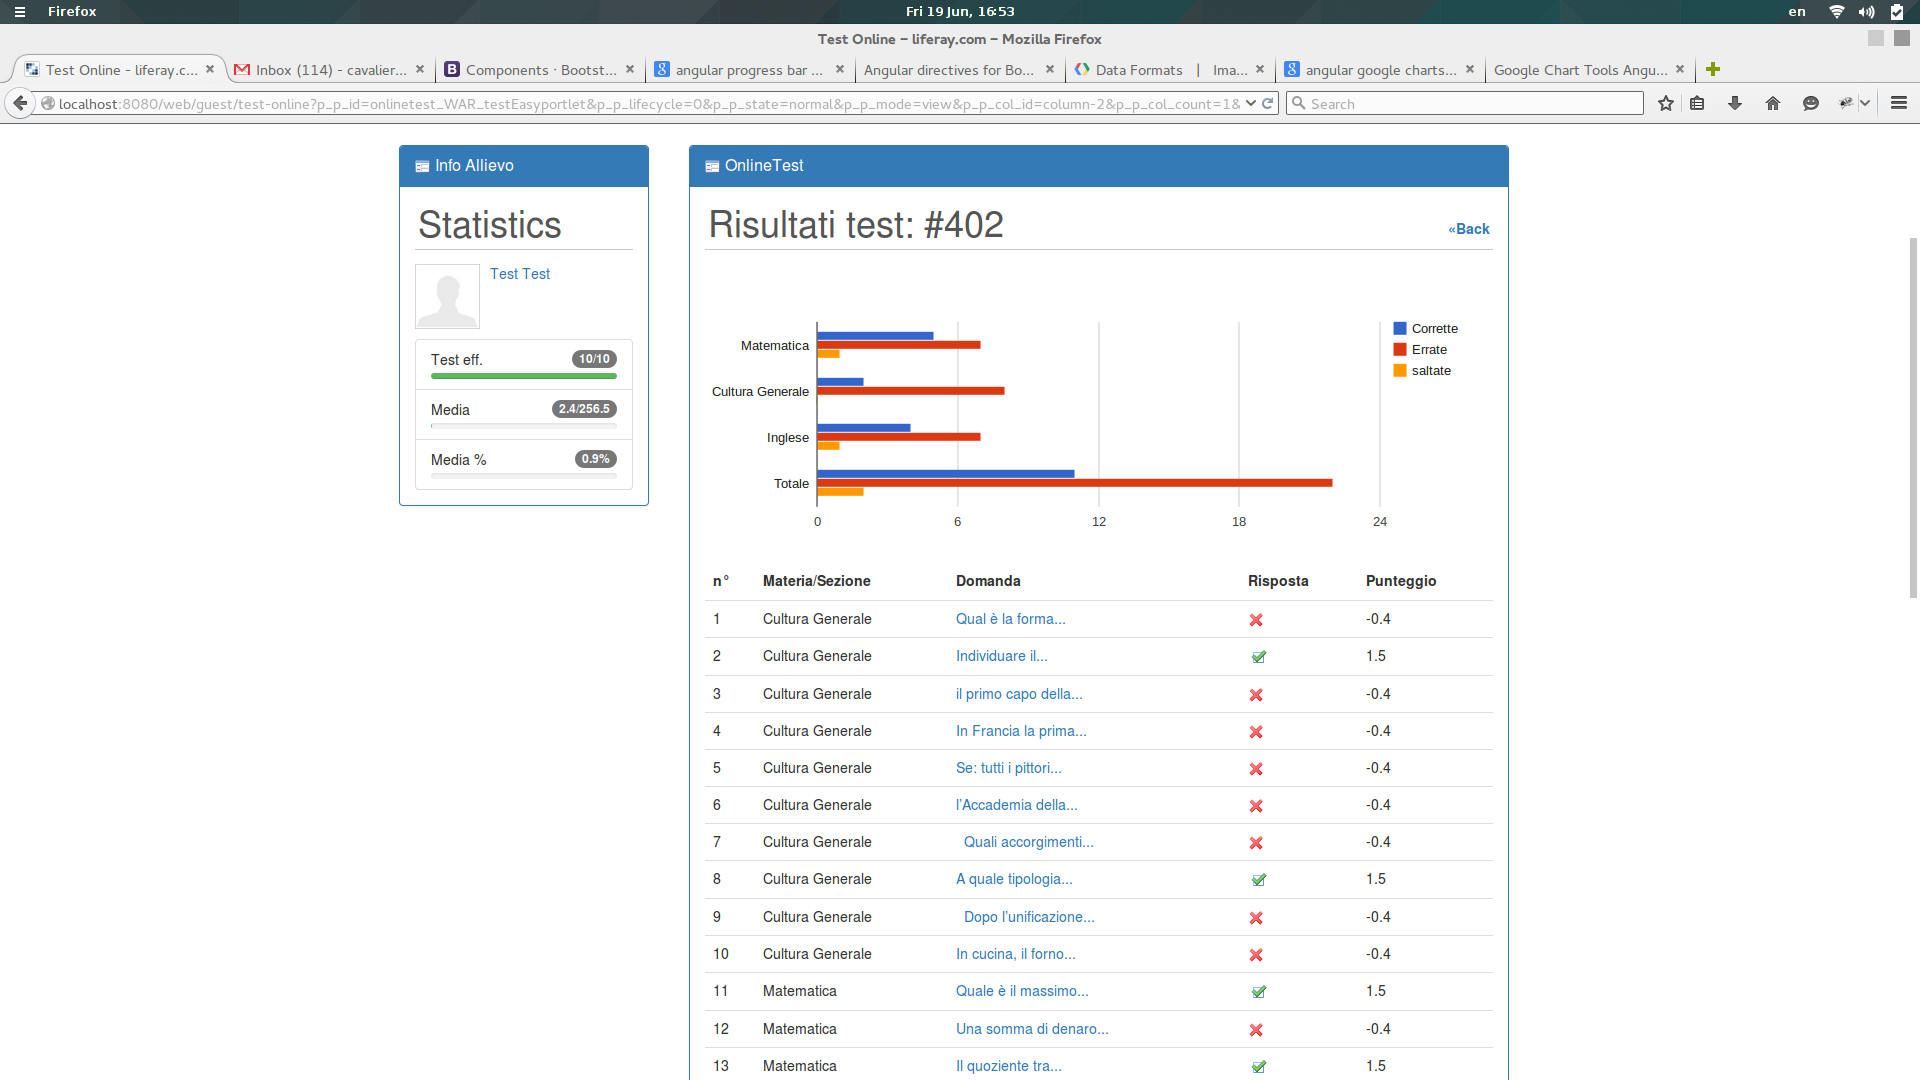 Firefox
Fri 19 Jun, 16:53
en
Test Online – liferay.com – Mozilla Firefox
Test Online - liferay.c...
Inbox (114) - cavalier...
Components · Bootst...
angular progress bar ...
Angular directives for Bo...
Data Formats | Ima...
angular google charts...
Google Chart Tools Angu...
localhost:8080/web/guest/test-online?p_p_id=onlinetest_WAR_testEasyportlet&p_p_lifecycle=0&p_p_state=normal&p_p_mode=view&p_p_col_id=column-2&p_p_col_count=1&
Search
Info Allievo
Statistics
Test Test
Test eff. 10/10
Media 2.4/256.5
Media % 0.9%
OnlineTest
Risultati test: #402
«Back
Matematica
Cultura Generale
Inglese
Totale
0 6 12 18 24
Corrette
Errate
saltate
n° Materia/Sezione Domanda Risposta Punteggio
1 Cultura Generale Qual è la forma... -0.4
2 Cultura Generale Individuare il... 1.5
3 Cultura Generale il primo capo della... -0.4
4 Cultura Generale In Francia la prima... -0.4
5 Cultura Generale Se: tutti i pittori... -0.4
6 Cultura Generale l'Accademia della... -0.4
7 Cultura Generale Quali accorgimenti... -0.4
8 Cultura Generale A quale tipologia... 1.5
9 Cultura Generale Dopo l'unificazione... -0.4
10 Cultura Generale In cucina, il forno... -0.4
11 Matematica Quale è il massimo... 1.5
12 Matematica Una somma di denaro... -0.4
13 Matematica Il quoziente tra... 1.5